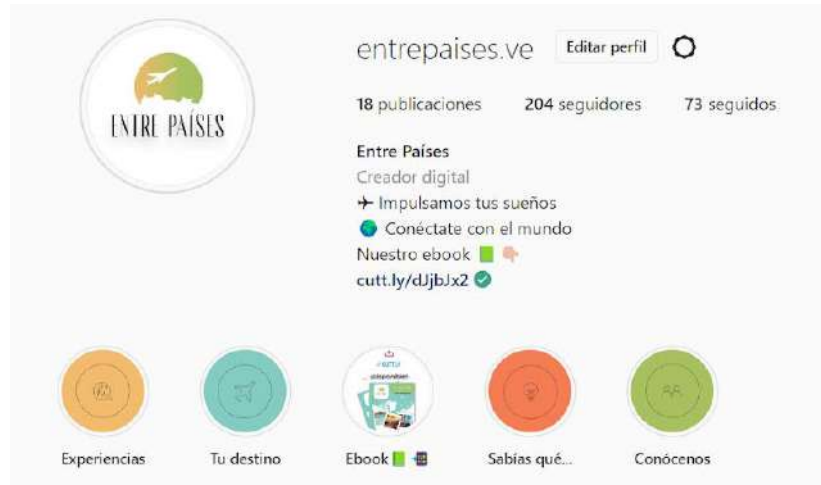 ENTRE PAÍSES
entrepaises.ve Editar perfil
18 publicaciones 204 seguidores 73 seguidos
Entre Países
Creador digital
✈ Impulsamos tus sueños
🌍 Conéctate con el mundo
Nuestro ebook 📗 👇🏼
cutt.ly/dJjbJx2
Experiencias Tu destino Ebook📗 📲 Sabías qué... Conócenos